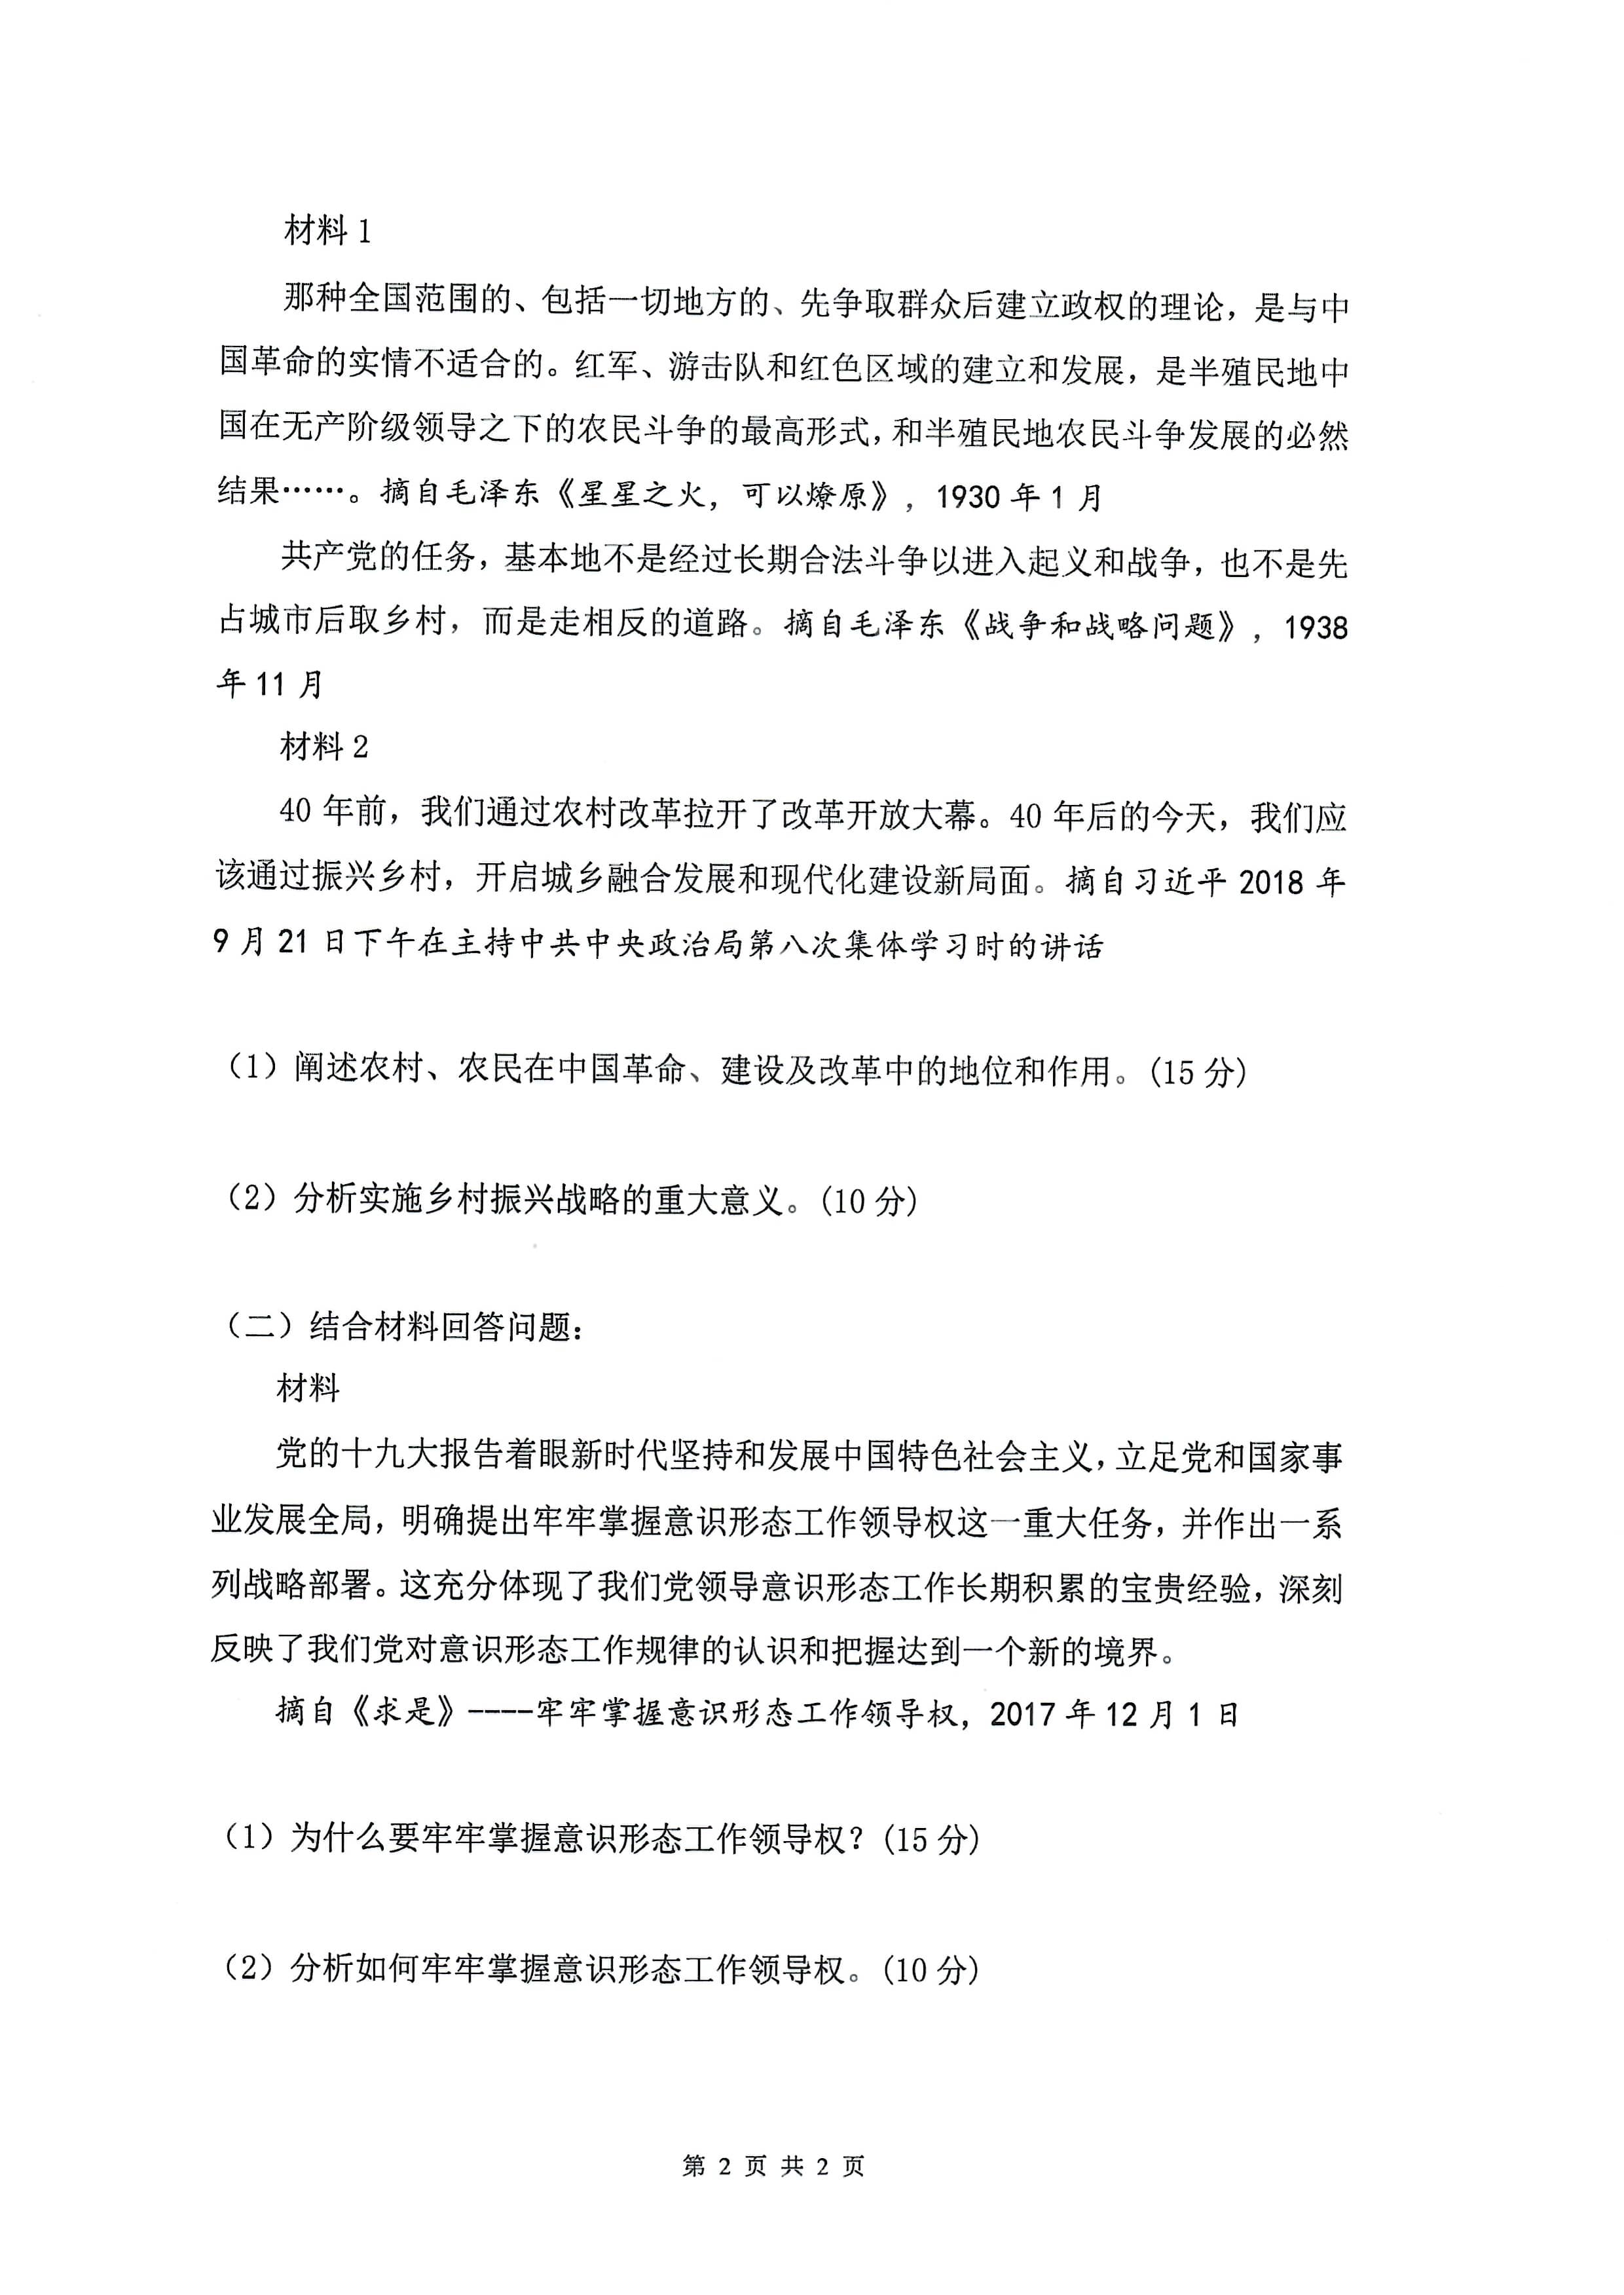 材料 1
那种全国范围的、包括一切地方的、先争取群众后建立政权的理论，是与中
国革命的实情不适合的。红军、游击队和红色区域的建立和发展，是半殖民地中
国在无产阶级领导之下的农民斗争的最高形式，和半殖民地农民斗争发展的必然
结果……。摘自毛泽东《星星之火，可以燎原》，1930 年 1 月
共产党的任务，基本地不是经过长期合法斗争以进入起义和战争，也不是先
占城市后取乡村，而是走相反的道路。摘自毛泽东《战争和战略问题》，1938
年 11 月
材料 2
40 年前，我们通过农村改革拉开了改革开放大幕。40 年后的今天，我们应
该通过振兴乡村，开启城乡融合发展和现代化建设新局面。摘自习近平 2018 年
9 月 21 日下午在主持中共中央政治局第八次集体学习时的讲话
（1）阐述农村、农民在中国革命、建设及改革中的地位和作用。(15 分)
（2）分析实施乡村振兴战略的重大意义。(10 分)
（二）结合材料回答问题：
材料
党的十九大报告着眼新时代坚持和发展中国特色社会主义，立足党和国家事
业发展全局，明确提出牢牢掌握意识形态工作领导权这一重大任务，并作出一系
列战略部署。这充分体现了我们党领导意识形态工作长期积累的宝贵经验，深刻
反映了我们党对意识形态工作规律的认识和把握达到一个新的境界。
摘自《求是》----牢牢掌握意识形态工作领导权，2017 年 12 月 1 日
（1）为什么要牢牢掌握意识形态工作领导权？(15 分)
（2）分析如何牢牢掌握意识形态工作领导权。(10 分)
第 2 页 共 2 页